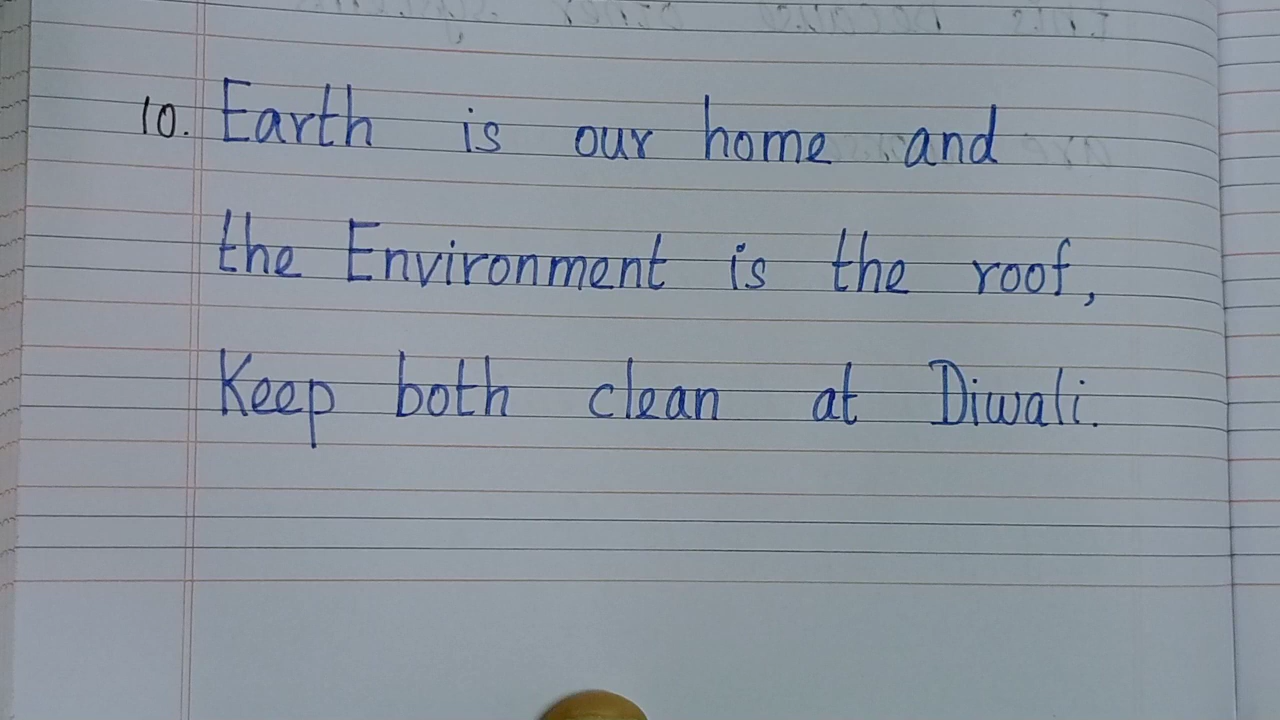 10. Earth is our home and
the Environment is the roof,
Keep both clean at Diwali.